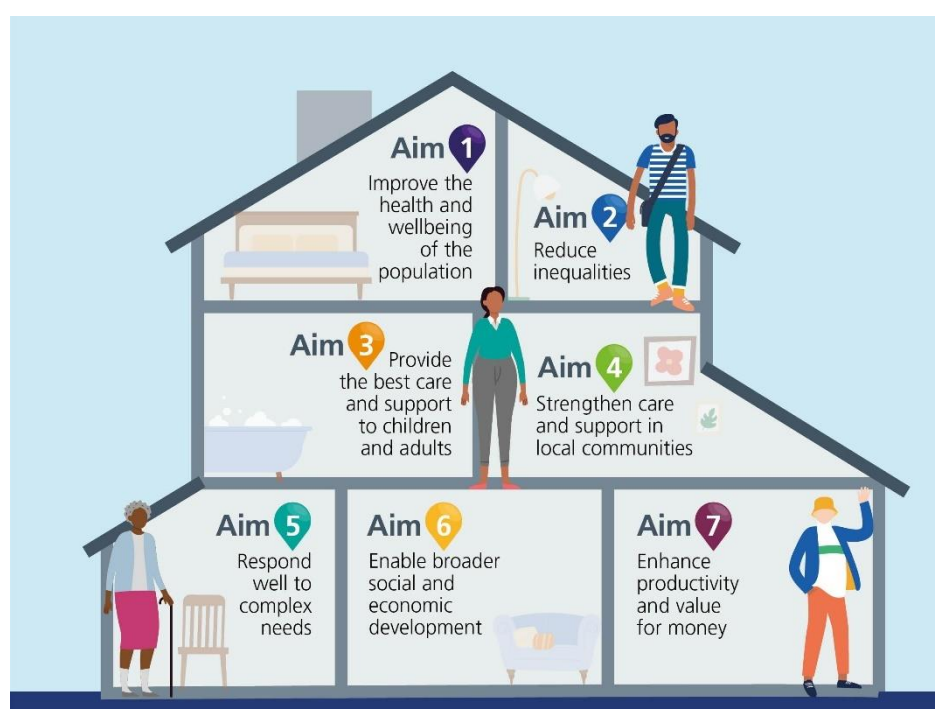 Aim 1
Improve the
health and
wellbeing
of the
population
Aim 2
Reduce
inequalities
Aim 3
Provide
the best care
and support
to children
and adults
Aim 4
Strengthen care
and support in
local communities
Aim 5
Respond
well to
complex
needs
Aim 6
Enable broader
social and
economic
development
Aim 7
Enhance
productivity
and value
for money